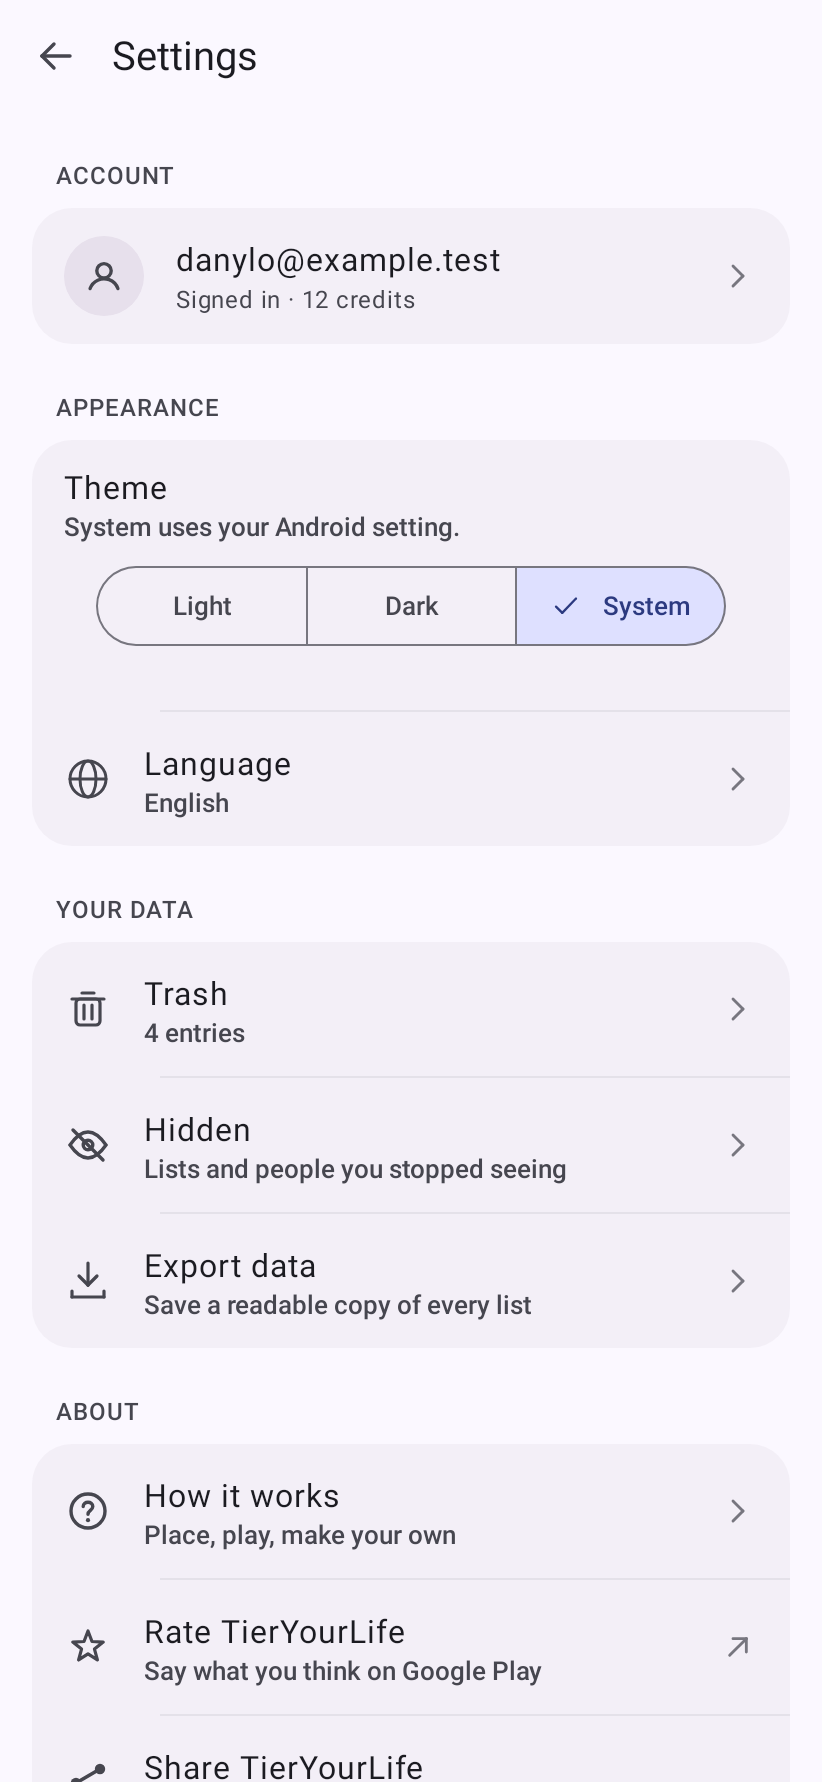 Settings
ACCOUNT
danylo@example.test
Signed in · 12 credits
APPEARANCE
Theme
System uses your Android setting.
Light
Dark
System
Language
English
YOUR DATA
Trash
4 entries
Hidden
Lists and people you stopped seeing
Export data
Save a readable copy of every list
ABOUT
How it works
Place, play, make your own
Rate TierYourLife
Say what you think on Google Play
Share TierYourLife